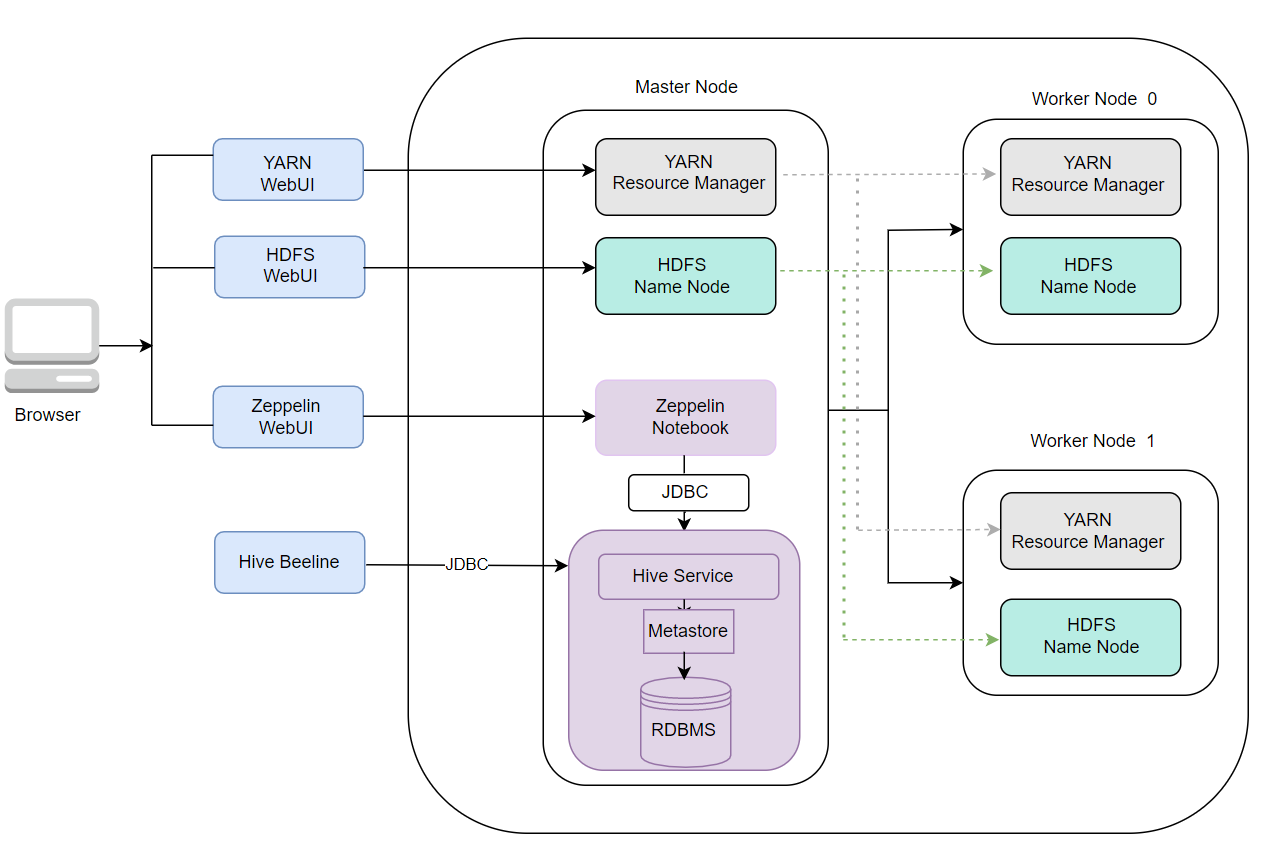 Master Node
Worker Node 0
YARN
WebUI
YARN
Resource Manager
YARN
Resource Manager
HDFS
WebUI
HDFS
Name Node
HDFS
Name Node
Browser
Zeppelin
WebUI
Zeppelin
Notebook
JDBC
Worker Node 1
YARN
Resource Manager
Hive Beeline
JDBC
Hive Service
Metastore
RDBMS
HDFS
Name Node